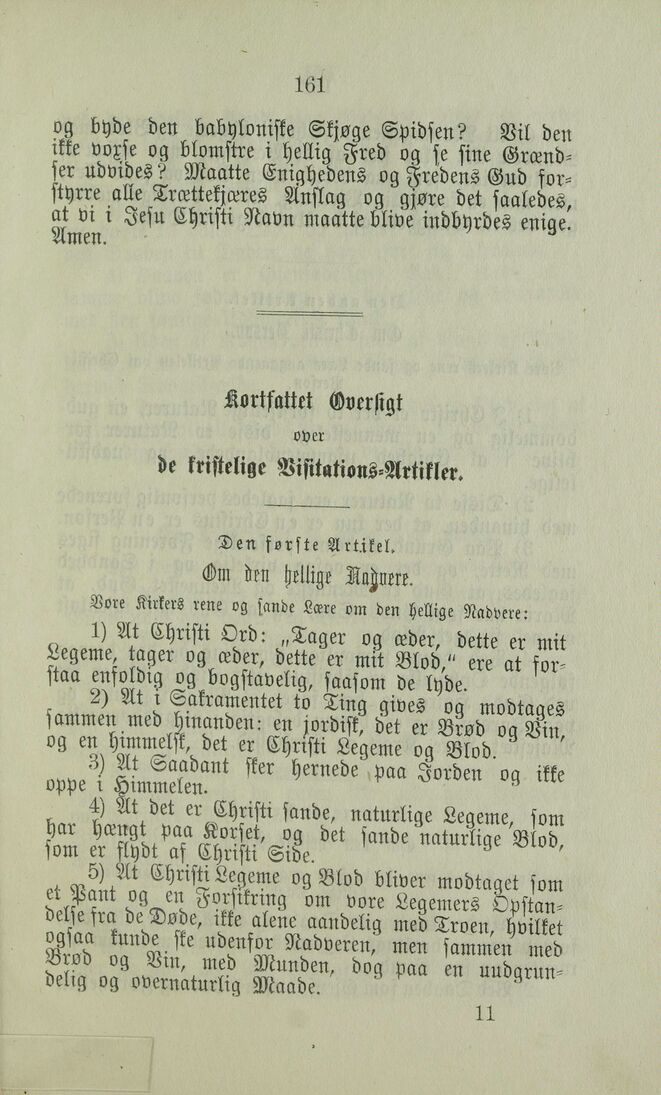 161
og byde den babyloniske Skjøge Spidsen? Vil den
ikke voxse og blomstre i hellig Fred og se sine Grænd-
ser udvides? Maatte Enighedens og Fredens Gud for-
styrre alle Trættekjæres Anslag og gjøre det saaledes,
at vi i Jesu Christi Navn maatte blive indbyrdes enige.
Amen.
Kortfattet Oversigt
over
de kristelige Visitations-Artikler.
Den første Artikel.
Om den hellige Nadvere.
Vore Kirkers rene og sande Lære om den hellige Nadvere:
1) At Christi Ord: „Tager og æder, dette er mit
Legeme, tager og æder, dette er mit Blod,“ ere at for-
staa enfoldig og bogstavelig, saasom de lyde.
2) At i Sakramentet to Ting gives og modtages
sammen med hinanden: en jordisk, det er Brød og Vin,
og en himmelsk, det er Christi Legeme og Blod.
3) At Saadant sker hernede paa Jorden og ikke
oppe i Himmelen.
4) At det er Christi sande, naturlige Legeme, som
har hængt paa Korset, og det sande naturlige Blod,
som er flydt af Christi Side.
5) At Christi Legeme og Blod bliver modtaget som
et Pant og en Forsikring om vore Legemers Opstan-
delse fra de Døde, ikke alene aandelig med Troen, hvilket
ogsaa kunde ske udenfor Nadveren, men sammen med
Brød og Vin, med Munden, dog paa en uudgrun-
delig og overnaturlig Maade.
11